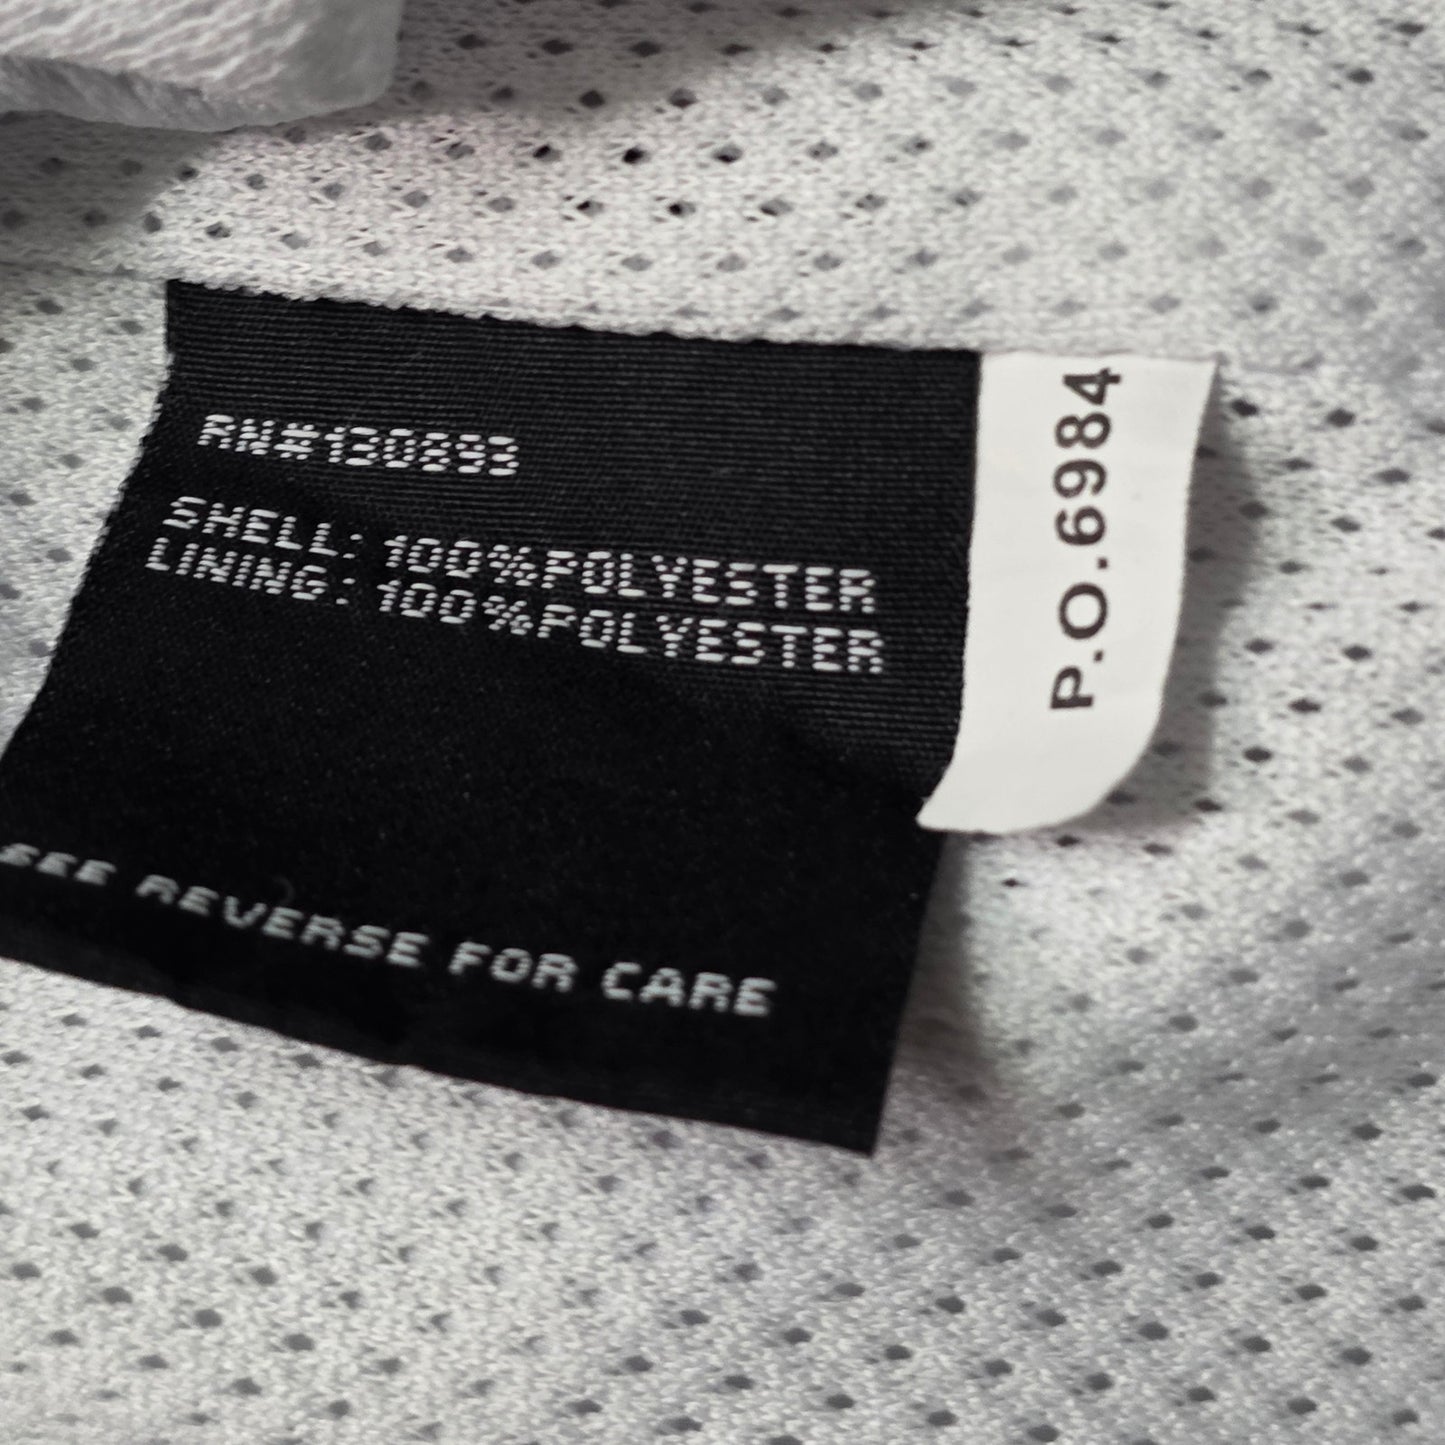 RN#130893
SHELL: 100%POLYESTER
LINING: 100%POLYESTER
SEE REVERSE FOR CARE
P.O.6984